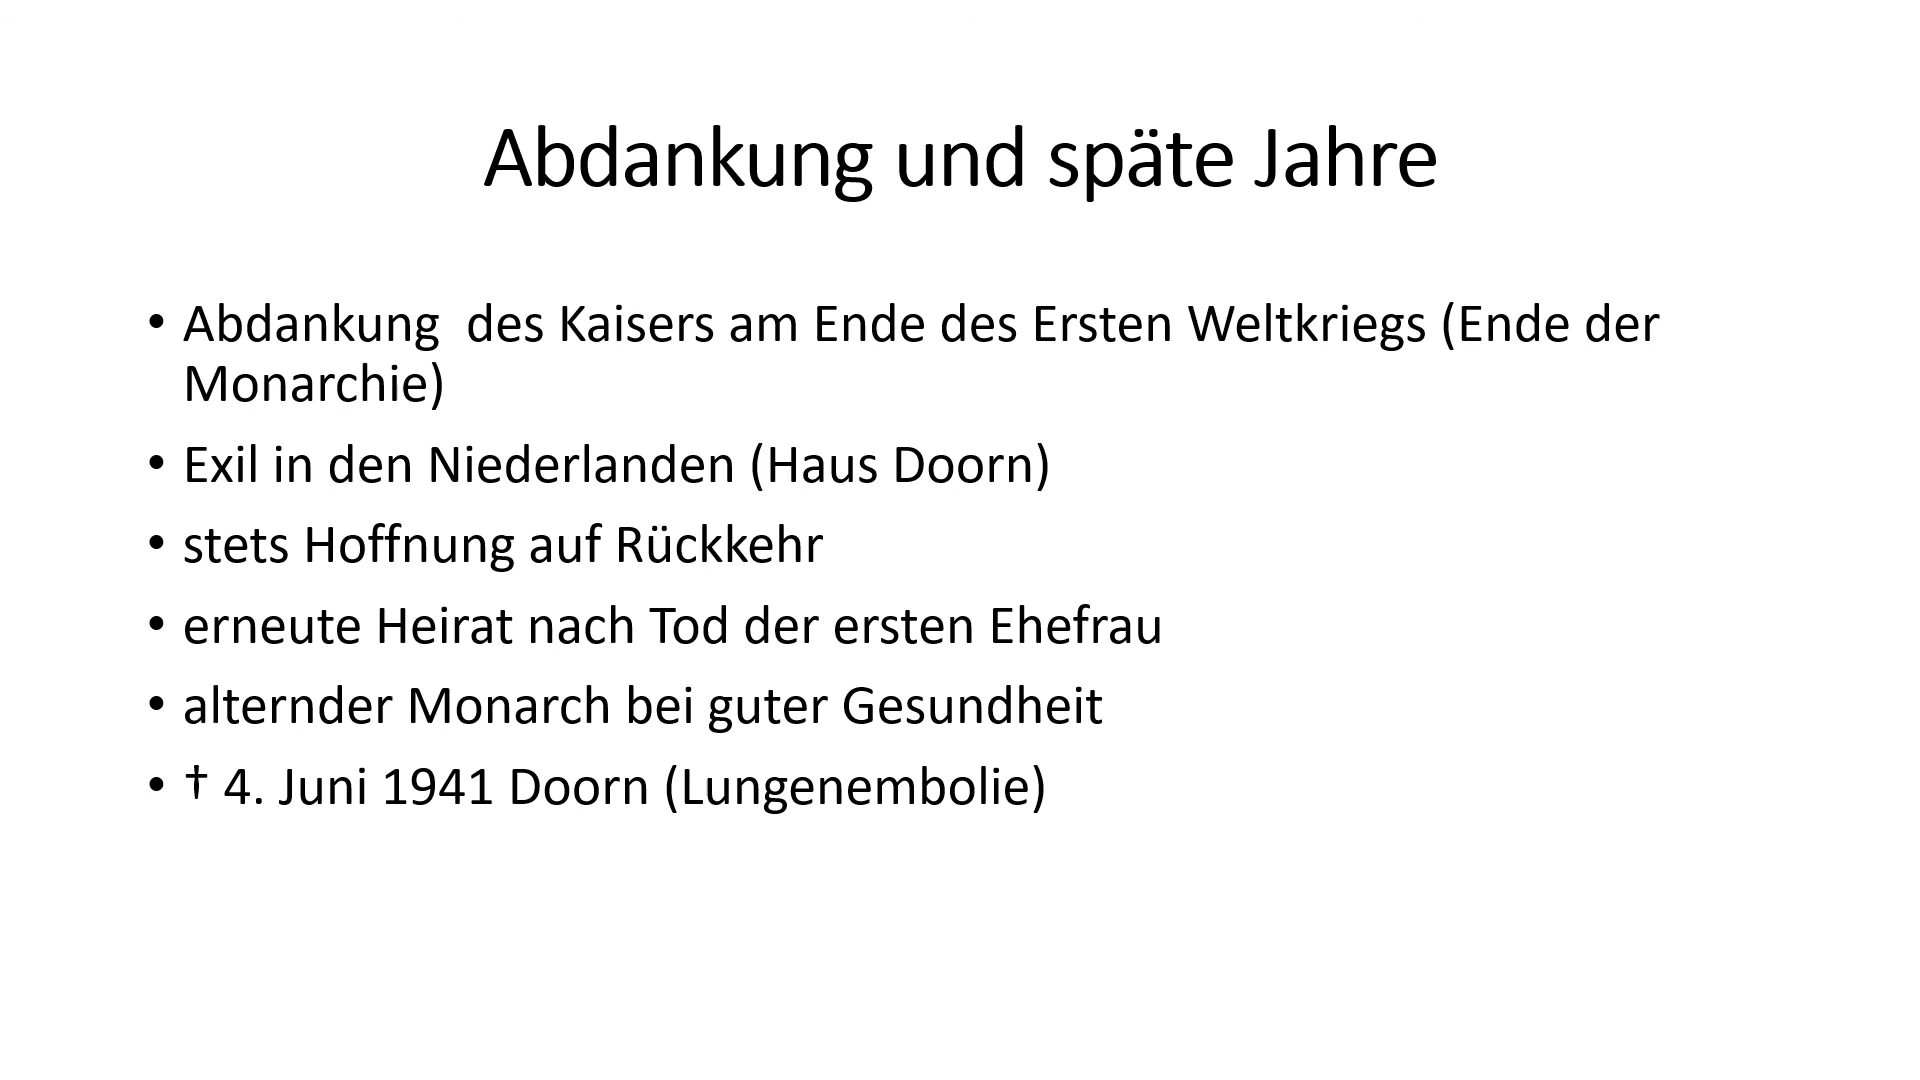 Abdankung und späte Jahre
• Abdankung  des Kaisers am Ende des Ersten Weltkriegs (Ende der
Monarchie)
• Exil in den Niederlanden (Haus Doorn)
• stets Hoffnung auf Rückkehr
• erneute Heirat nach Tod der ersten Ehefrau
• alternder Monarch bei guter Gesundheit
• † 4. Juni 1941 Doorn (Lungenembolie)